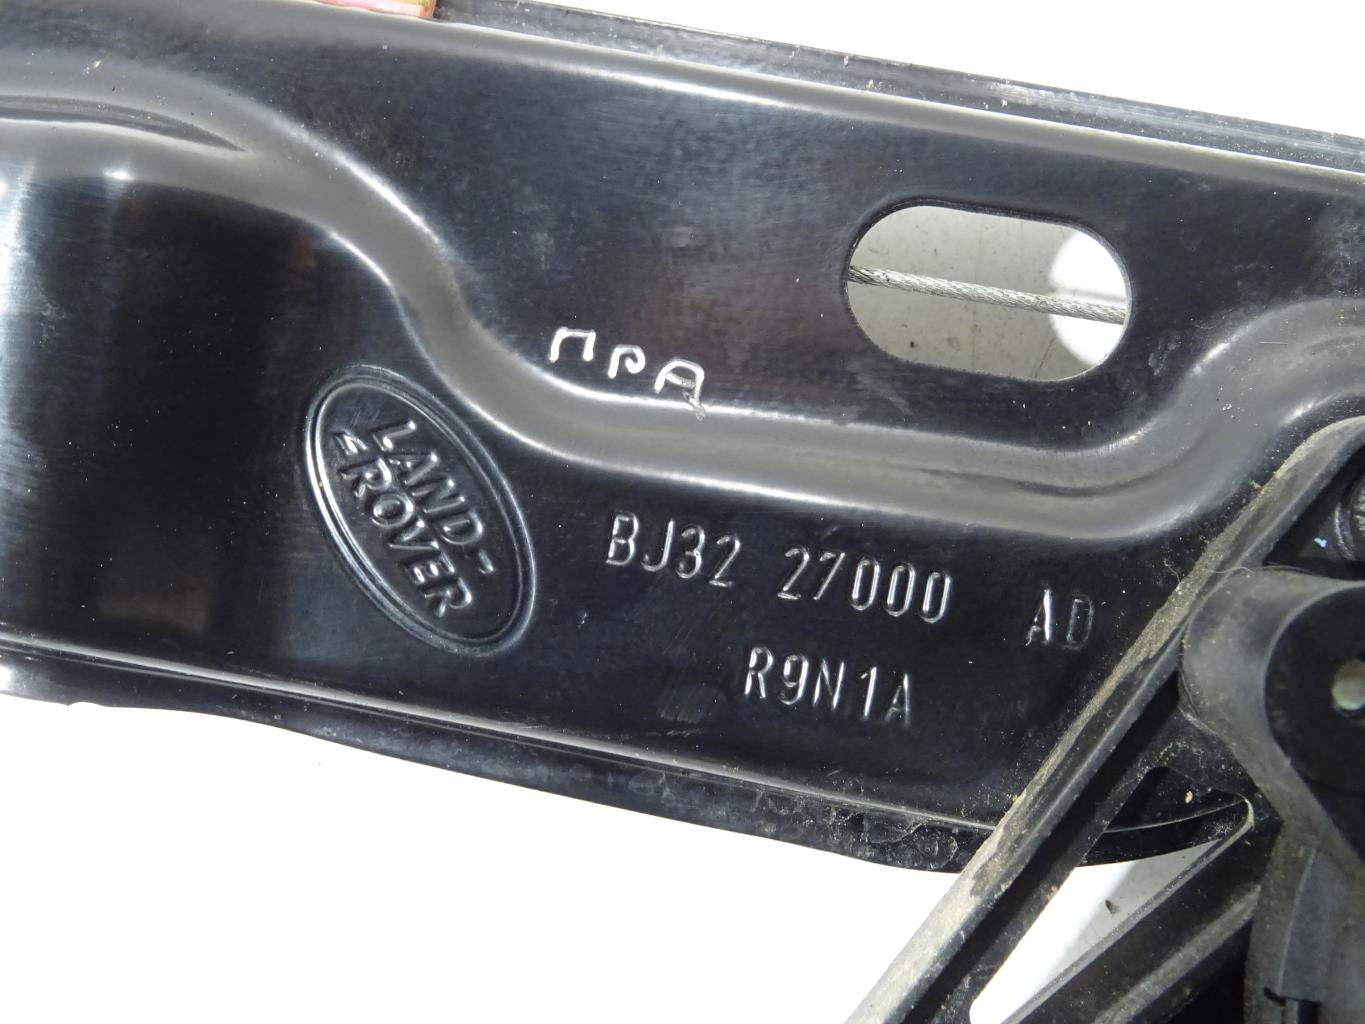 ПРА
LAND-
-ROVER
BJ32 27000 AD
R9N1A